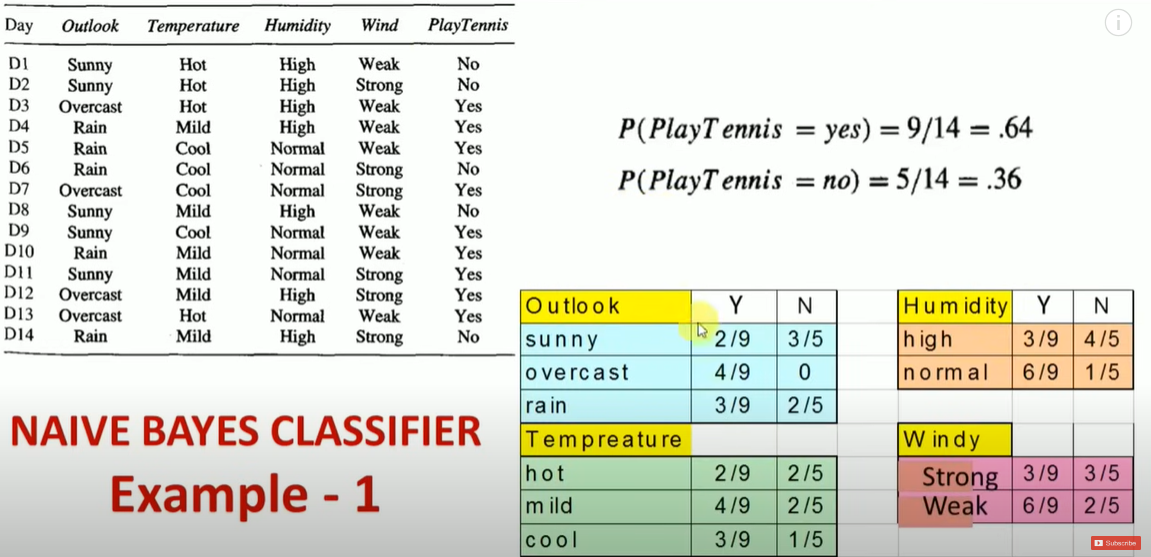 Day Outlook Temperature Humidity Wind PlayTennis
D1 Sunny Hot High Weak No
D2 Sunny Hot High Strong No
D3 Overcast Hot High Weak Yes
D4 Rain Mild High Weak Yes
D5 Rain Cool Normal Weak Yes
D6 Rain Cool Normal Strong No
D7 Overcast Cool Normal Strong Yes
D8 Sunny Mild High Weak No
D9 Sunny Cool Normal Weak Yes
D10 Rain Mild Normal Weak Yes
D11 Sunny Mild Normal Strong Yes
D12 Overcast Mild High Strong Yes
D13 Overcast Hot Normal Weak Yes
D14 Rain Mild High Strong No
P(PlayTennis = yes) = 9/14 = .64
P(PlayTennis = no) = 5/14 = .36
NAIVE BAYES CLASSIFIER
Example - 1
Outlook Y N
sunny 2/9 3/5
overcast 4/9 0
rain 3/9 2/5
Tempreature
hot 2/9 2/5
mild 4/9 2/5
cool 3/9 1/5
Humidity Y N
high 3/9 4/5
normal 6/9 1/5
Windy
Strong 3/9 3/5
Weak 6/9 2/5
Subscribe